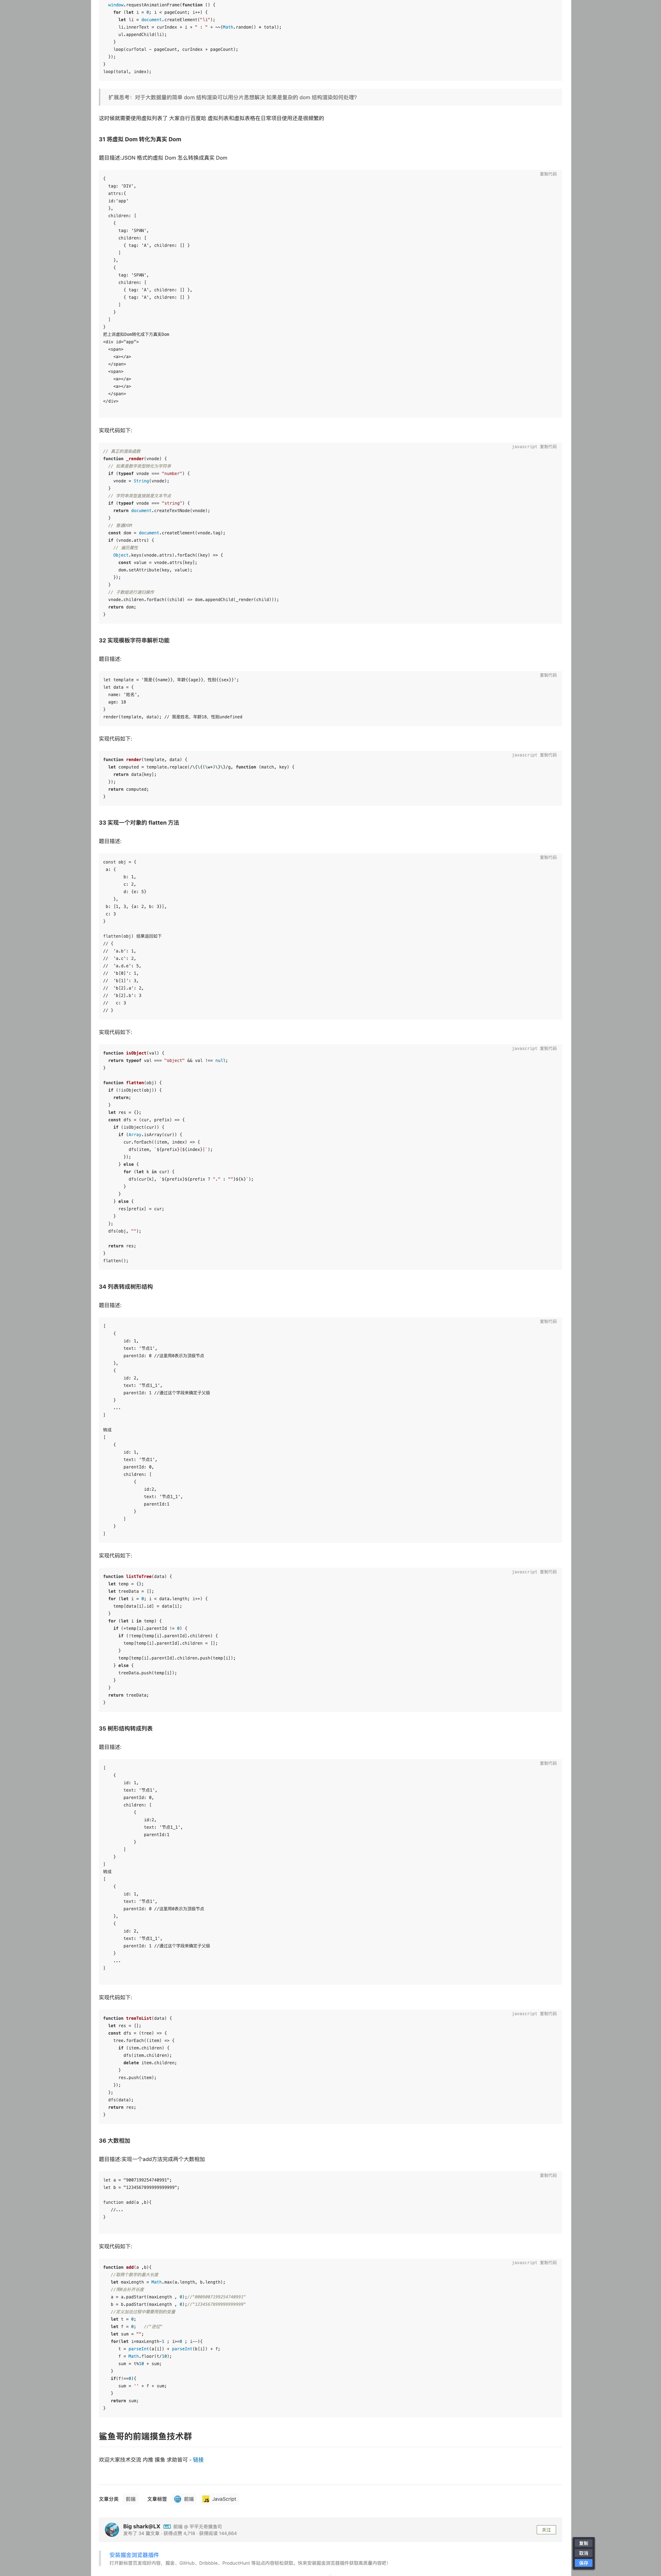 window.requestAnimationFrame(function () {
for (let i = 0; i < pageCount; i++) {
let li = document.createElement("li");
li.innerText = curIndex + i + " : " + ~~(Math.random() * total);
ul.appendChild(li);
}
loop(curTotal - pageCount, curIndex + pageCount);
});
}
loop(total, index);
扩展思考：对于大数据量的简单 dom 结构渲染可以用分片思想解决 如果是复杂的 dom 结构渲染如何处理？
这时候就需要使用虚拟列表了 大家自行百度哈 虚拟列表和虚拟表格在日常项目使用还是很频繁的
31 将虚拟 Dom 转化为真实 Dom
题目描述:JSON 格式的虚拟 Dom 怎么转换成真实 Dom
复制代码
{
tag: 'DIV',
attrs:{
id:'app'
},
children: [
{
tag: 'SPAN',
children: [
{ tag: 'A', children: [] }
]
},
{
tag: 'SPAN',
children: [
{ tag: 'A', children: [] },
{ tag: 'A', children: [] }
]
}
]
}
把上诉虚拟Dom转化成下方真实Dom
<div id="app">
<span>
<a></a>
</span>
<span>
<a></a>
<a></a>
</span>
</div>
实现代码如下:
javascript 复制代码
// 真正的渲染函数
function _render(vnode) {
// 如果是数字类型转化为字符串
if (typeof vnode === "number") {
vnode = String(vnode);
}
// 字符串类型直接就是文本节点
if (typeof vnode === "string") {
return document.createTextNode(vnode);
}
// 普通DOM
const dom = document.createElement(vnode.tag);
if (vnode.attrs) {
// 遍历属性
Object.keys(vnode.attrs).forEach((key) => {
const value = vnode.attrs[key];
dom.setAttribute(key, value);
});
}
// 子数组进行递归操作
vnode.children.forEach((child) => dom.appendChild(_render(child)));
return dom;
}
32 实现模板字符串解析功能
题目描述:
复制代码
let template = '我是{{name}}，年龄{{age}}，性别{{sex}}';
let data = {
name: '姓名',
age: 18
}
render(template, data); // 我是姓名，年龄18，性别undefined
实现代码如下:
javascript 复制代码
function render(template, data) {
let computed = template.replace(/\{\{(\w+)\}\}/g, function (match, key) {
return data[key];
});
return computed;
}
33 实现一个对象的 flatten 方法
题目描述:
复制代码
const obj = {
a: {
b: 1,
c: 2,
d: {e: 5}
},
b: [1, 3, {a: 2, b: 3}],
c: 3
}
flatten(obj) 结果返回如下
// {
//  'a.b': 1,
//  'a.c': 2,
//  'a.d.e': 5,
//  'b[0]': 1,
//  'b[1]': 3,
//  'b[2].a': 2,
//  'b[2].b': 3
//   c: 3
// }
实现代码如下:
javascript 复制代码
function isObject(val) {
return typeof val === "object" && val !== null;
}
function flatten(obj) {
if (!isObject(obj)) {
return;
}
let res = {};
const dfs = (cur, prefix) => {
if (isObject(cur)) {
if (Array.isArray(cur)) {
cur.forEach((item, index) => {
dfs(item, `${prefix}[${index}]`);
});
} else {
for (let k in cur) {
dfs(cur[k], `${prefix}${prefix ? "." : ""}${k}`);
}
}
} else {
res[prefix] = cur;
}
};
dfs(obj, "");
return res;
}
flatten();
34 列表转成树形结构
题目描述:
复制代码
[
{
id: 1,
text: '节点1',
parentId: 0 //这里用0表示为顶级节点
},
{
id: 2,
text: '节点1_1',
parentId: 1 //通过这个字段来确定子父级
}
...
]
转成
[
{
id: 1,
text: '节点1',
parentId: 0,
children: [
{
id:2,
text: '节点1_1',
parentId:1
}
]
}
]
实现代码如下:
javascript 复制代码
function listToTree(data) {
let temp = {};
let treeData = [];
for (let i = 0; i < data.length; i++) {
temp[data[i].id] = data[i];
}
for (let i in temp) {
if (+temp[i].parentId != 0) {
if (!temp[temp[i].parentId].children) {
temp[temp[i].parentId].children = [];
}
temp[temp[i].parentId].children.push(temp[i]);
} else {
treeData.push(temp[i]);
}
}
return treeData;
}
35 树形结构转成列表
题目描述:
复制代码
[
{
id: 1,
text: '节点1',
parentId: 0,
children: [
{
id:2,
text: '节点1_1',
parentId:1
}
]
}
]
转成
[
{
id: 1,
text: '节点1',
parentId: 0 //这里用0表示为顶级节点
},
{
id: 2,
text: '节点1_1',
parentId: 1 //通过这个字段来确定子父级
}
...
]
实现代码如下:
javascript 复制代码
function treeToList(data) {
let res = [];
const dfs = (tree) => {
tree.forEach((item) => {
if (item.children) {
dfs(item.children);
delete item.children;
}
res.push(item);
});
};
dfs(data);
return res;
}
36 大数相加
题目描述:实现一个add方法完成两个大数相加
复制代码
let a = "9007199254740991";
let b = "1234567899999999999";
function add(a ,b){
//...
}
实现代码如下:
javascript 复制代码
function add(a ,b){
//取两个数字的最大长度
let maxLength = Math.max(a.length, b.length);
//用0去补齐长度
a = a.padStart(maxLength , 0);//"0009007199254740991"
b = b.padStart(maxLength , 0);//"1234567899999999999"
//定义加法过程中需要用到的变量
let t = 0;
let f = 0;   //"进位"
let sum = "";
for(let i=maxLength-1 ; i>=0 ; i--){
t = parseInt(a[i]) + parseInt(b[i]) + f;
f = Math.floor(t/10);
sum = t%10 + sum;
}
if(f!==0){
sum = '' + f + sum;
}
return sum;
}
鲨鱼哥的前端摸鱼技术群
欢迎大家技术交流 内推 摸鱼 求助皆可 - 链接
文章分类 前端 文章标签 前端 JavaScript
Big shark@LX 前端 @ 平平无奇摸鱼司
发布了 34 篇文章 · 获得点赞 4,716 · 获得阅读 144,664
关注
安装掘金浏览器插件
打开新标签页发现好内容，掘金、GitHub、Dribbble、ProductHunt 等站点内容轻松获取。快来安装掘金浏览器插件获取高质量内容吧！
复制
取消
保存